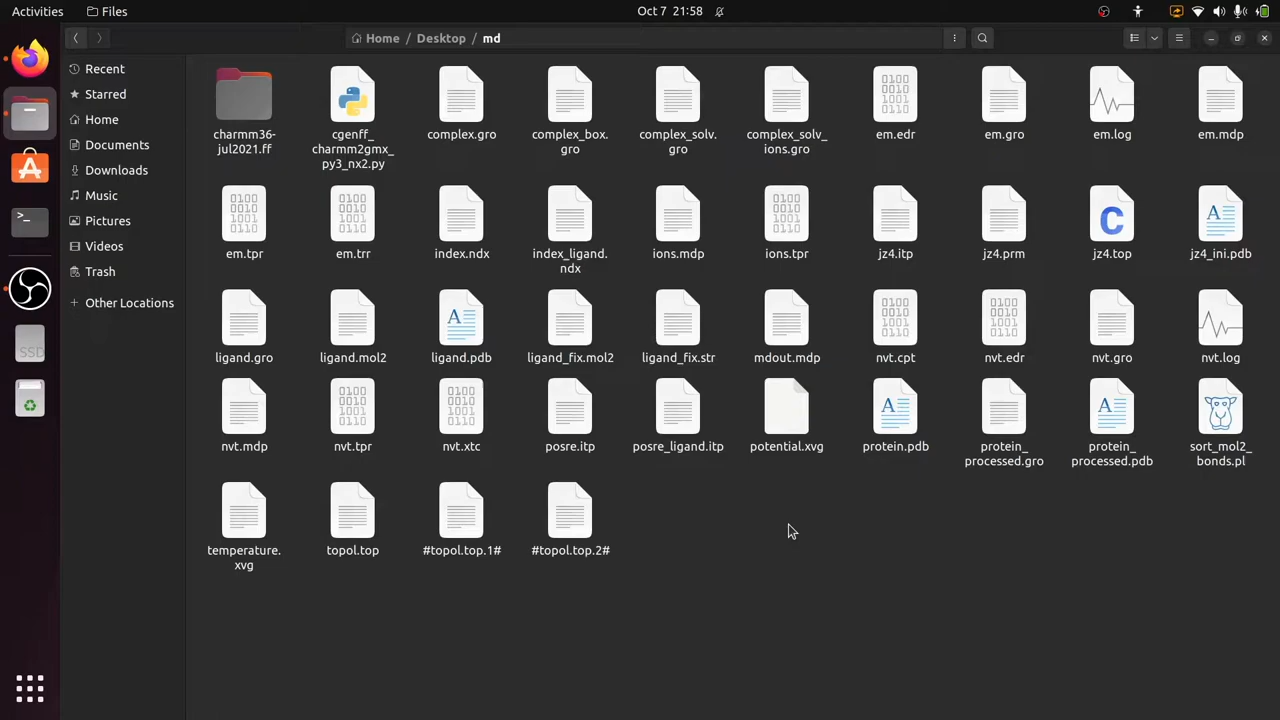 Activities
Files
Oct 7 21:58
Home / Desktop / md
Recent
Starred
Home
Documents
Downloads
Music
Pictures
Videos
Trash
+ Other Locations
SSD
charmm36-
jul2021.ff
cgenff_
charmm2gmx_
py3_nx2.py
complex.gro
complex_box.
gro
complex_solv.
gro
complex_solv
_ions.gro
em.edr
em.gro
em.log
em.mdp
em.tpr
em.trr
index.ndx
index_ligand.
ndx
ions.mdp
ions.tpr
jz4.itp
jz4.prm
C
jz4.top
A
jz4_ini.pdb
ligand.gro
ligand.mol2
A
ligand.pdb
ligand_fix.mol2
ligand_fix.str
mdout.mdp
nvt.cpt
nvt.edr
nvt.gro
nvt.log
nvt.mdp
nvt.tpr
nvt.xtc
posre.itp
posre_ligand.itp
potential.xvg
A
protein.pdb
protein_
processed.gro
A
protein_
processed.pdb
sort_mol2_
bonds.pl
temperature.
xvg
topol.top
#topol.top.1#
#topol.top.2#